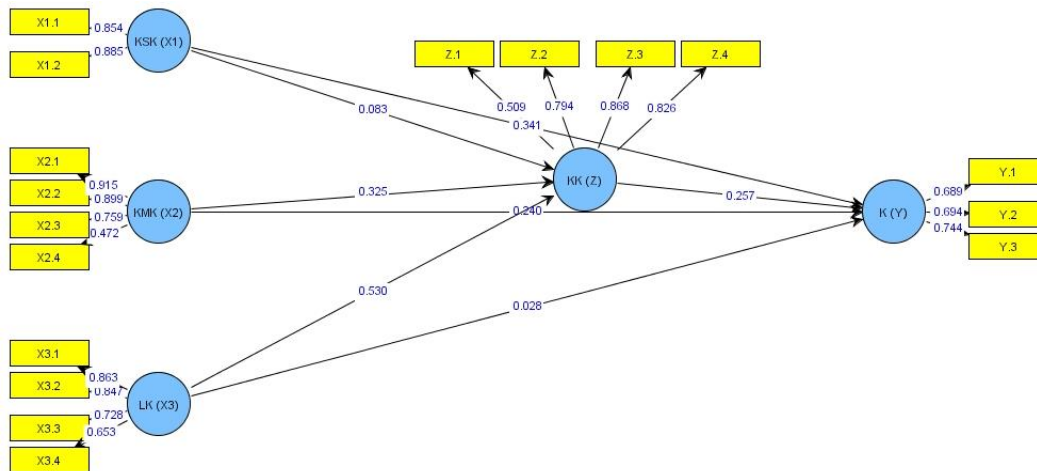 X1.1
0.854
KSK (X1)
X1.2
0.885
Z.1
Z.2
Z.3
Z.4
0.509
0.794
0.868
0.826
0.083
0.341
X2.1
0.915
X2.2
0.899
KMK (X2)
X2.3
0.759
X2.4
0.472
0.325
KK (Z)
0.240
0.257
K (Y)
Y.1
0.689
Y.2
0.694
Y.3
0.744
0.530
0.028
X3.1
0.863
X3.2
0.847
LK (X3)
X3.3
0.728
X3.4
0.653